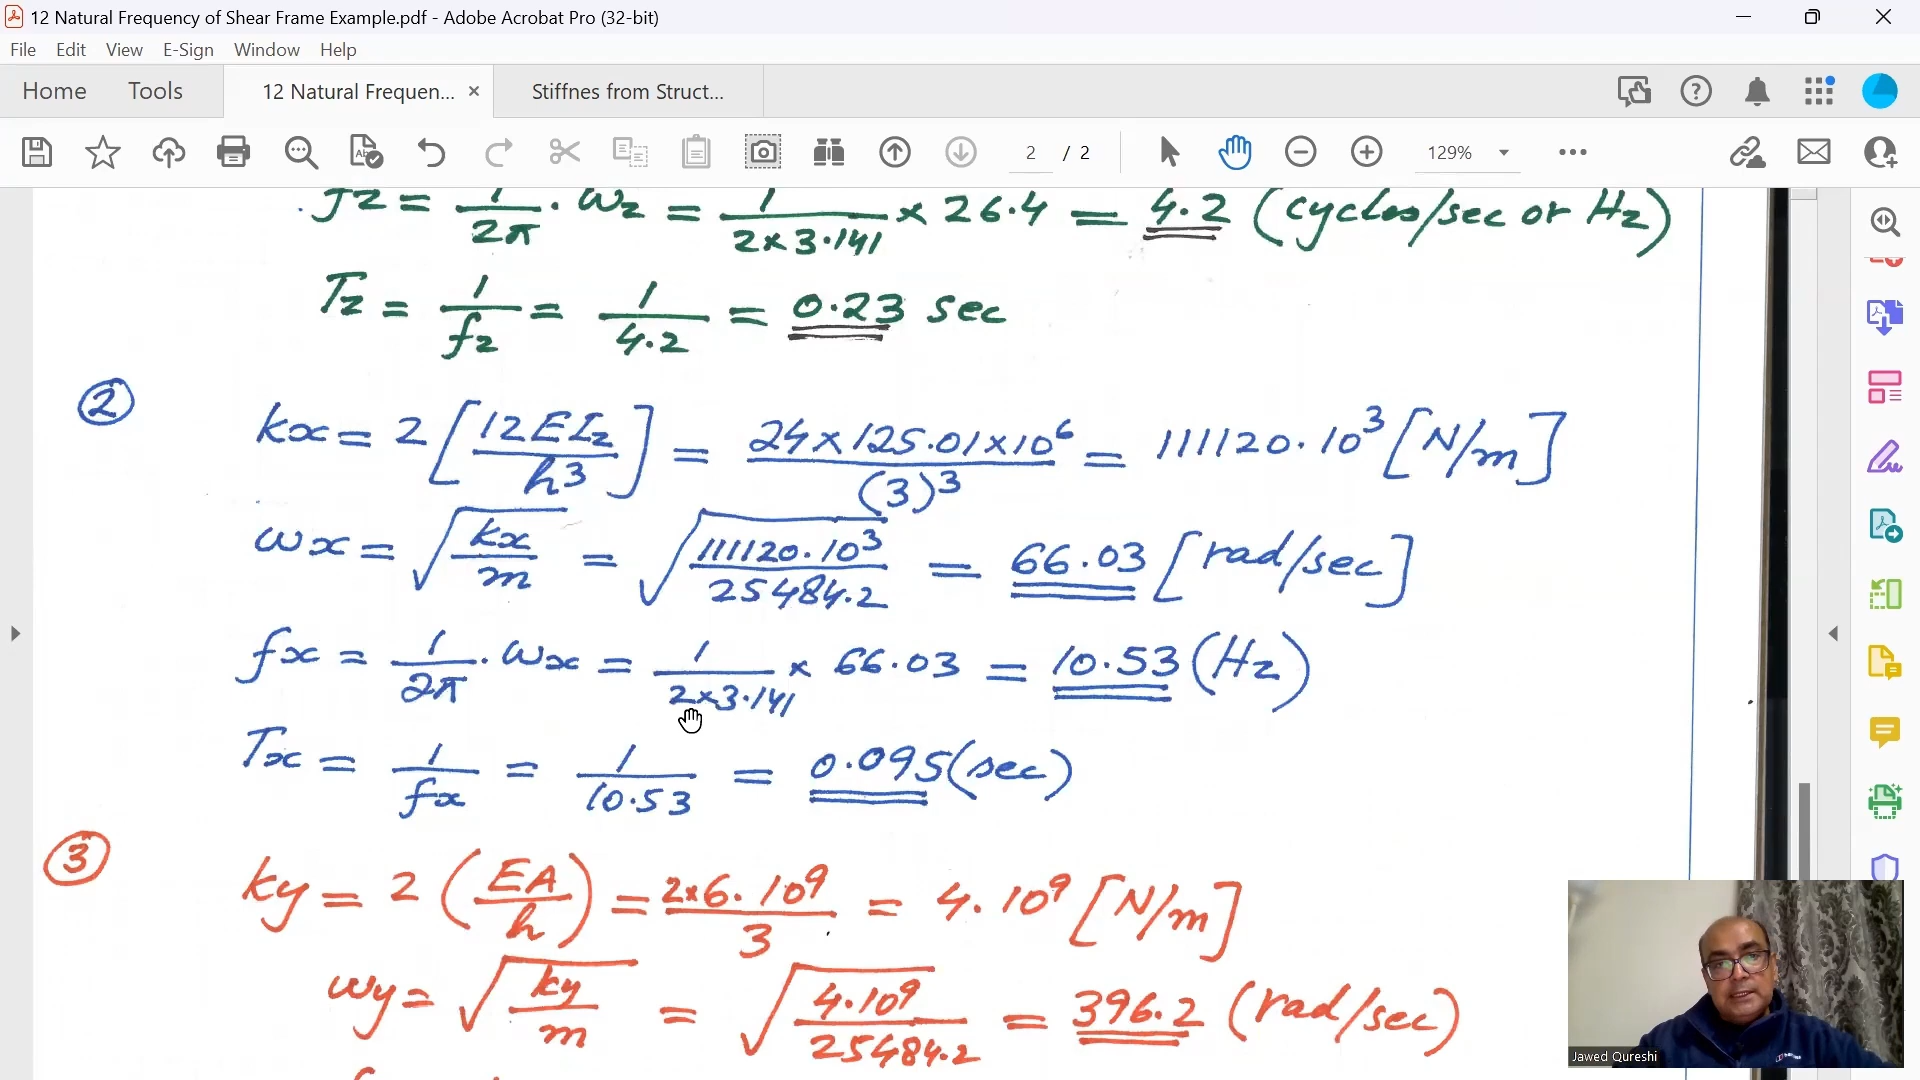 12 Natural Frequency of Shear Frame Example.pdf - Adobe Acrobat Pro (32-bit)
File Edit View E-Sign Window Help
Home Tools 12 Natural Frequen... × Stiffnes from Struct...
2 / 2 129%
fz = 1/2π . ωz = 1/(2×3.141) × 26.4 = 4.2 (cycles/sec or Hz)
Tz = 1/fz = 1/4.2 = 0.23 sec
② kx = 2 [12EIz/h³] = 24×125.01×10⁶/(3)³ = 111120.10³ [N/m]
ωx = √(kx/m) = √(111120.10³/25484.2) = 66.03 [rad/sec]
fx = 1/2π . ωx = 1/(2×3.141) × 66.03 = 10.53 (Hz)
Tx = 1/fx = 1/10.53 = 0.095 (sec)
③ ky = 2 (EA/h) = 2×6.10⁹/3 = 4.10⁹ [N/m]
ωy = √(ky/m) = √(4.10⁹/25484.2) = 396.2 (rad/sec)
Jawed Qureshi